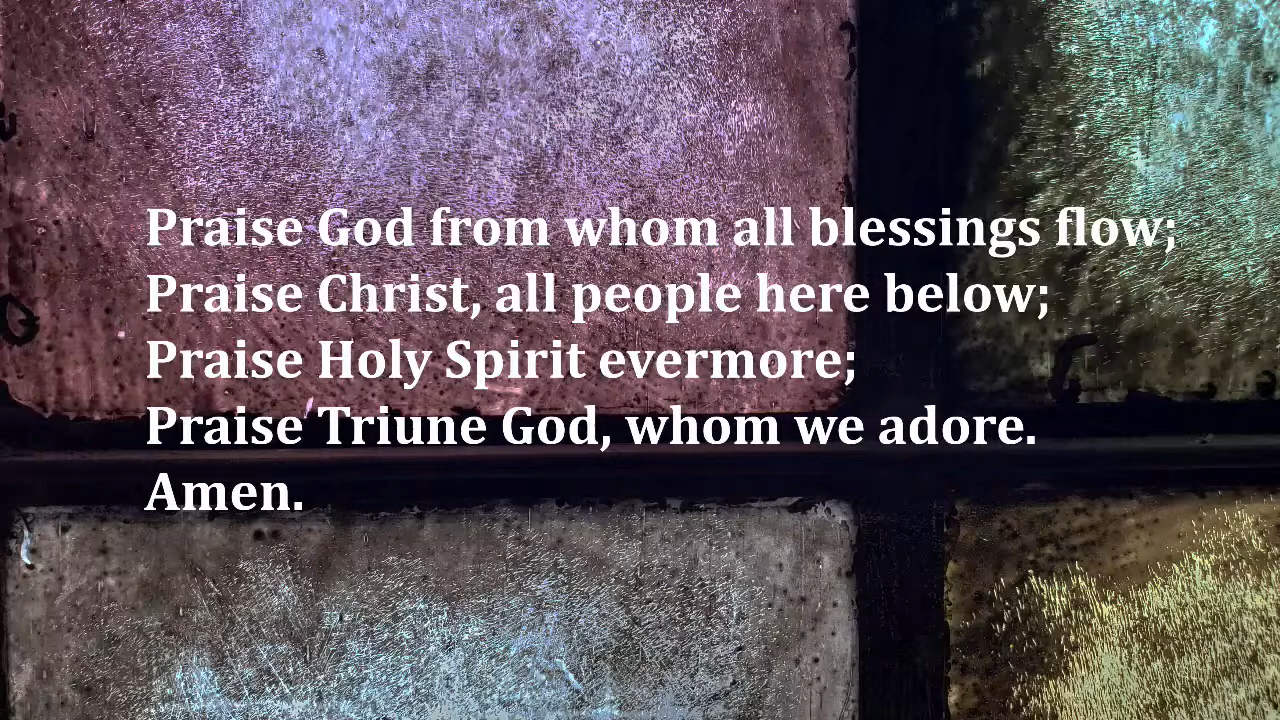 Praise God from whom all blessings flow;
Praise Christ, all people here below;
Praise Holy Spirit evermore;
Praise Triune God, whom we adore.
Amen.